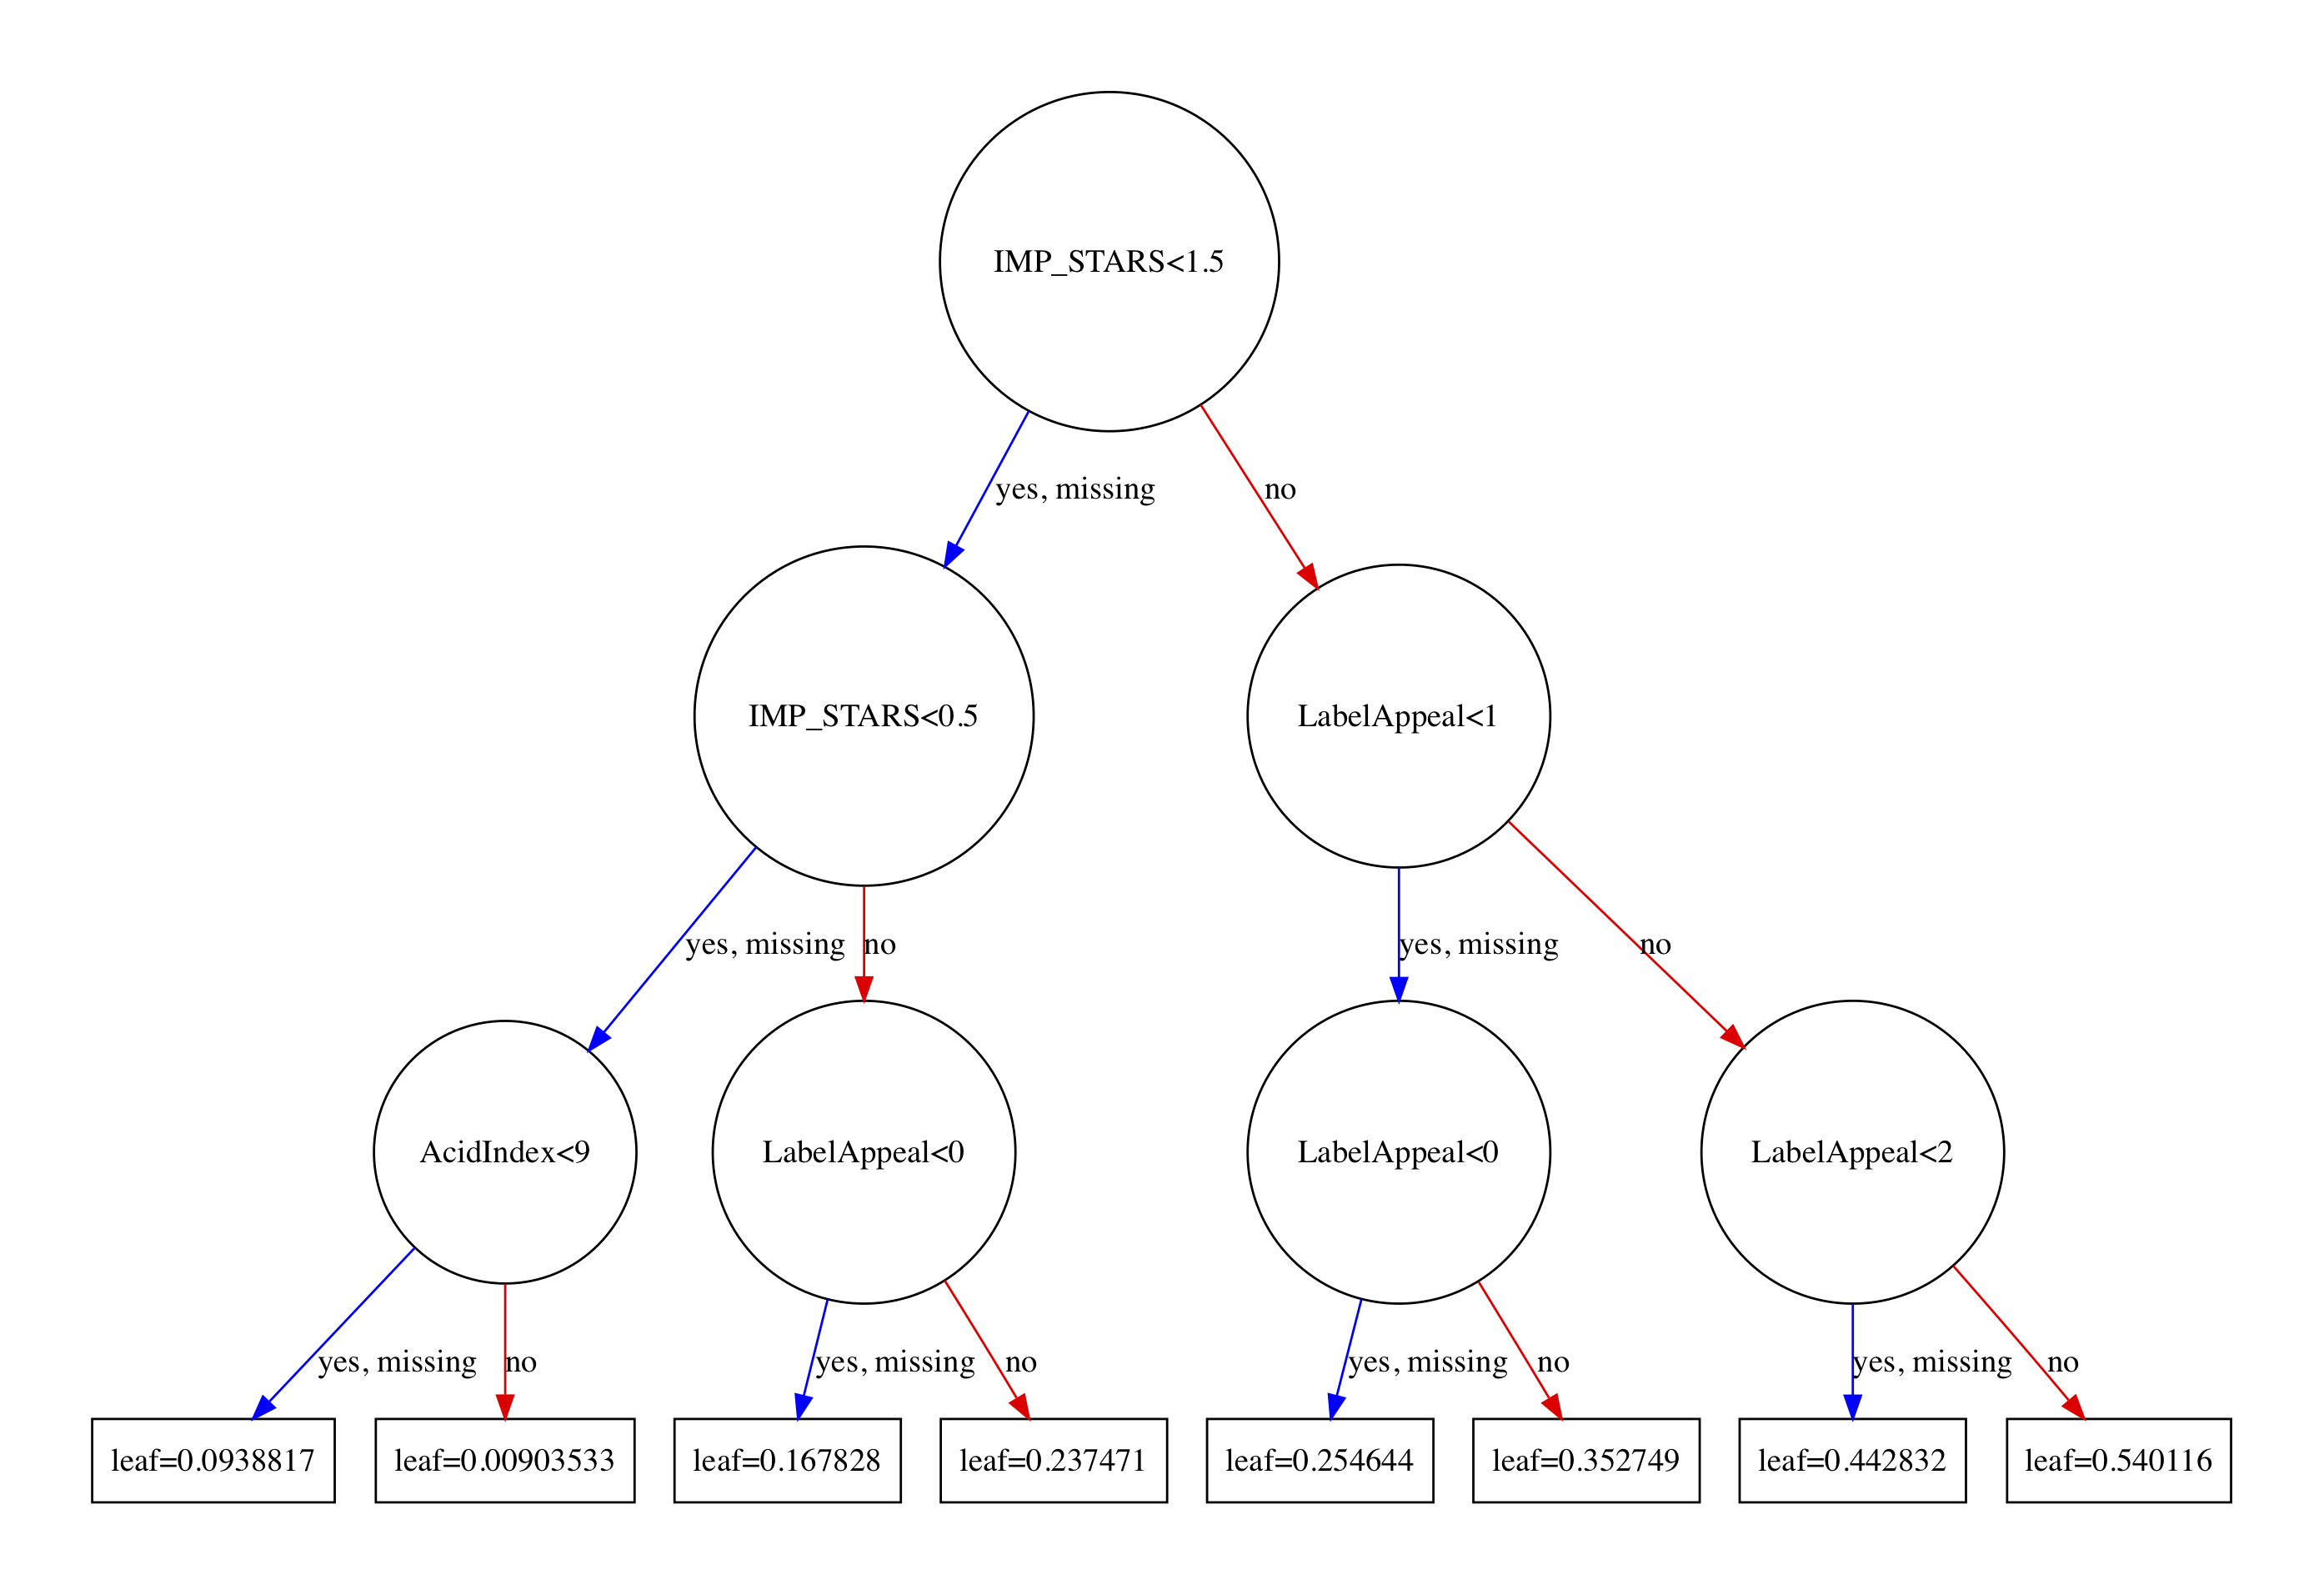 IMP_STARS<1.5
yes, missing
no
IMP_STARS<0.5
LabelAppeal<1
yes, missing
no
yes, missing
no
AcidIndex<9
LabelAppeal<0
LabelAppeal<0
LabelAppeal<2
yes, missing
no
yes, missing
no
yes, missing
no
yes, missing
no
leaf=0.0938817
leaf=0.00903533
leaf=0.167828
leaf=0.237471
leaf=0.254644
leaf=0.352749
leaf=0.442832
leaf=0.540116